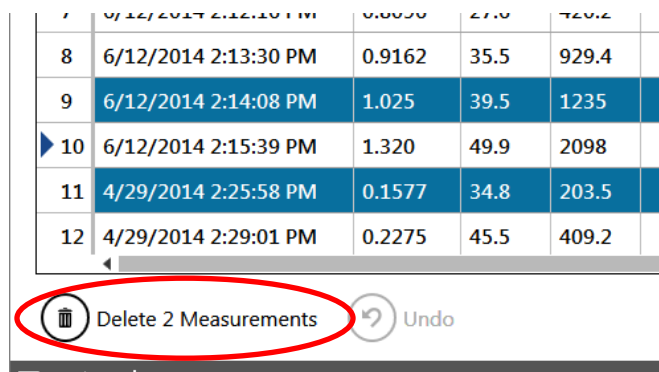 8 6/12/2014 2:13:30 PM 0.9162 35.5 929.4
9 6/12/2014 2:14:08 PM 1.025 39.5 1235
10 6/12/2014 2:15:39 PM 1.320 49.9 2098
11 4/29/2014 2:25:58 PM 0.1577 34.8 203.5
12 4/29/2014 2:29:01 PM 0.2275 45.5 409.2
Delete 2 Measurements Undo